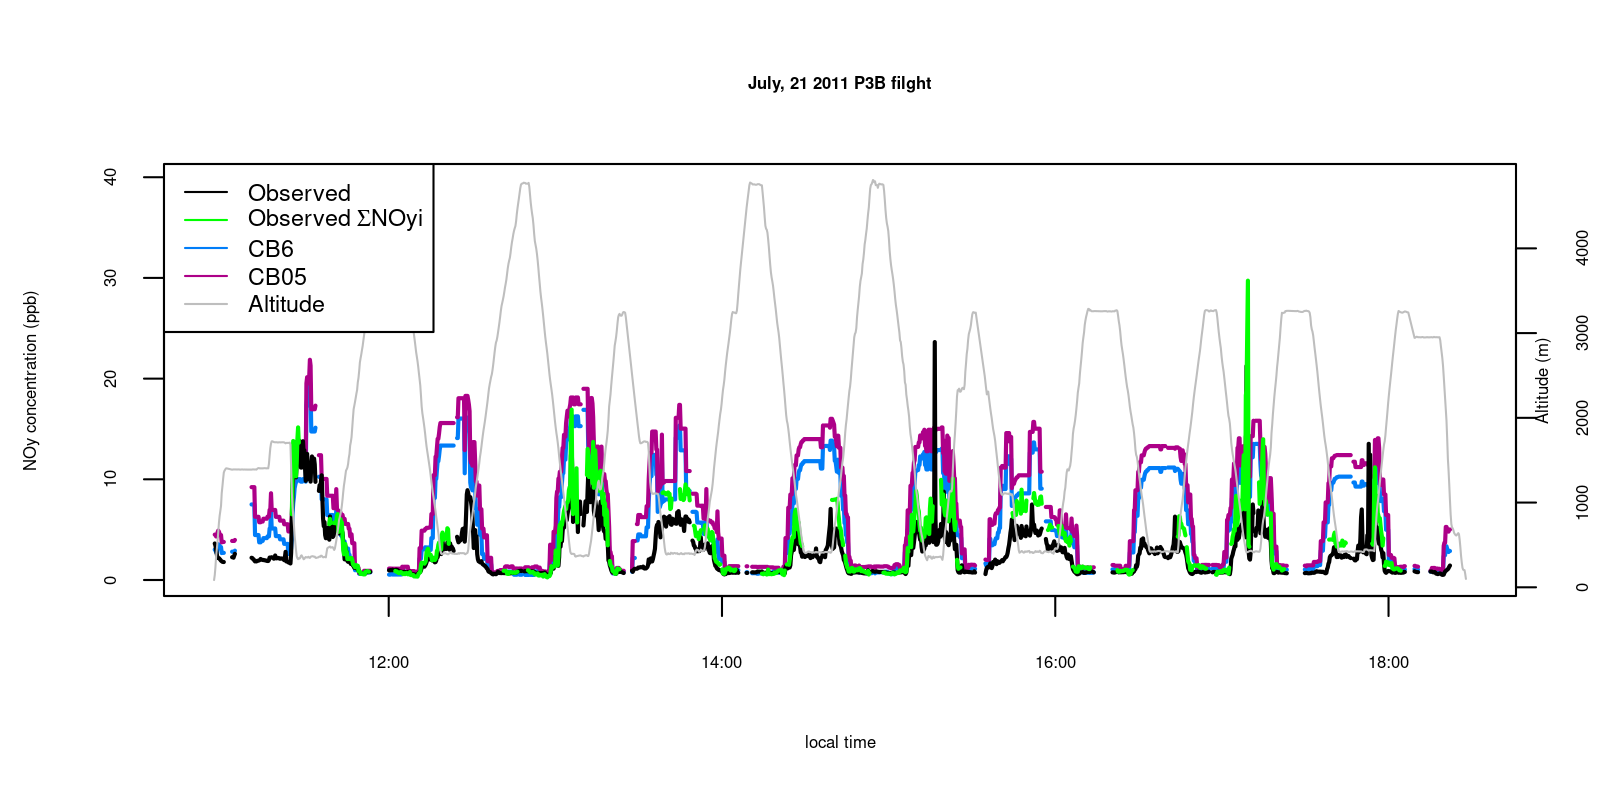 July, 21 2011 P3B filght
NOy concentration (ppb)
40
30
20
10
0
Observed
Observed ΣNOyi
CB6
CB05
Altitude
4000
3000
2000
1000
0
Altitude (m)
12:00
14:00
16:00
18:00
local time